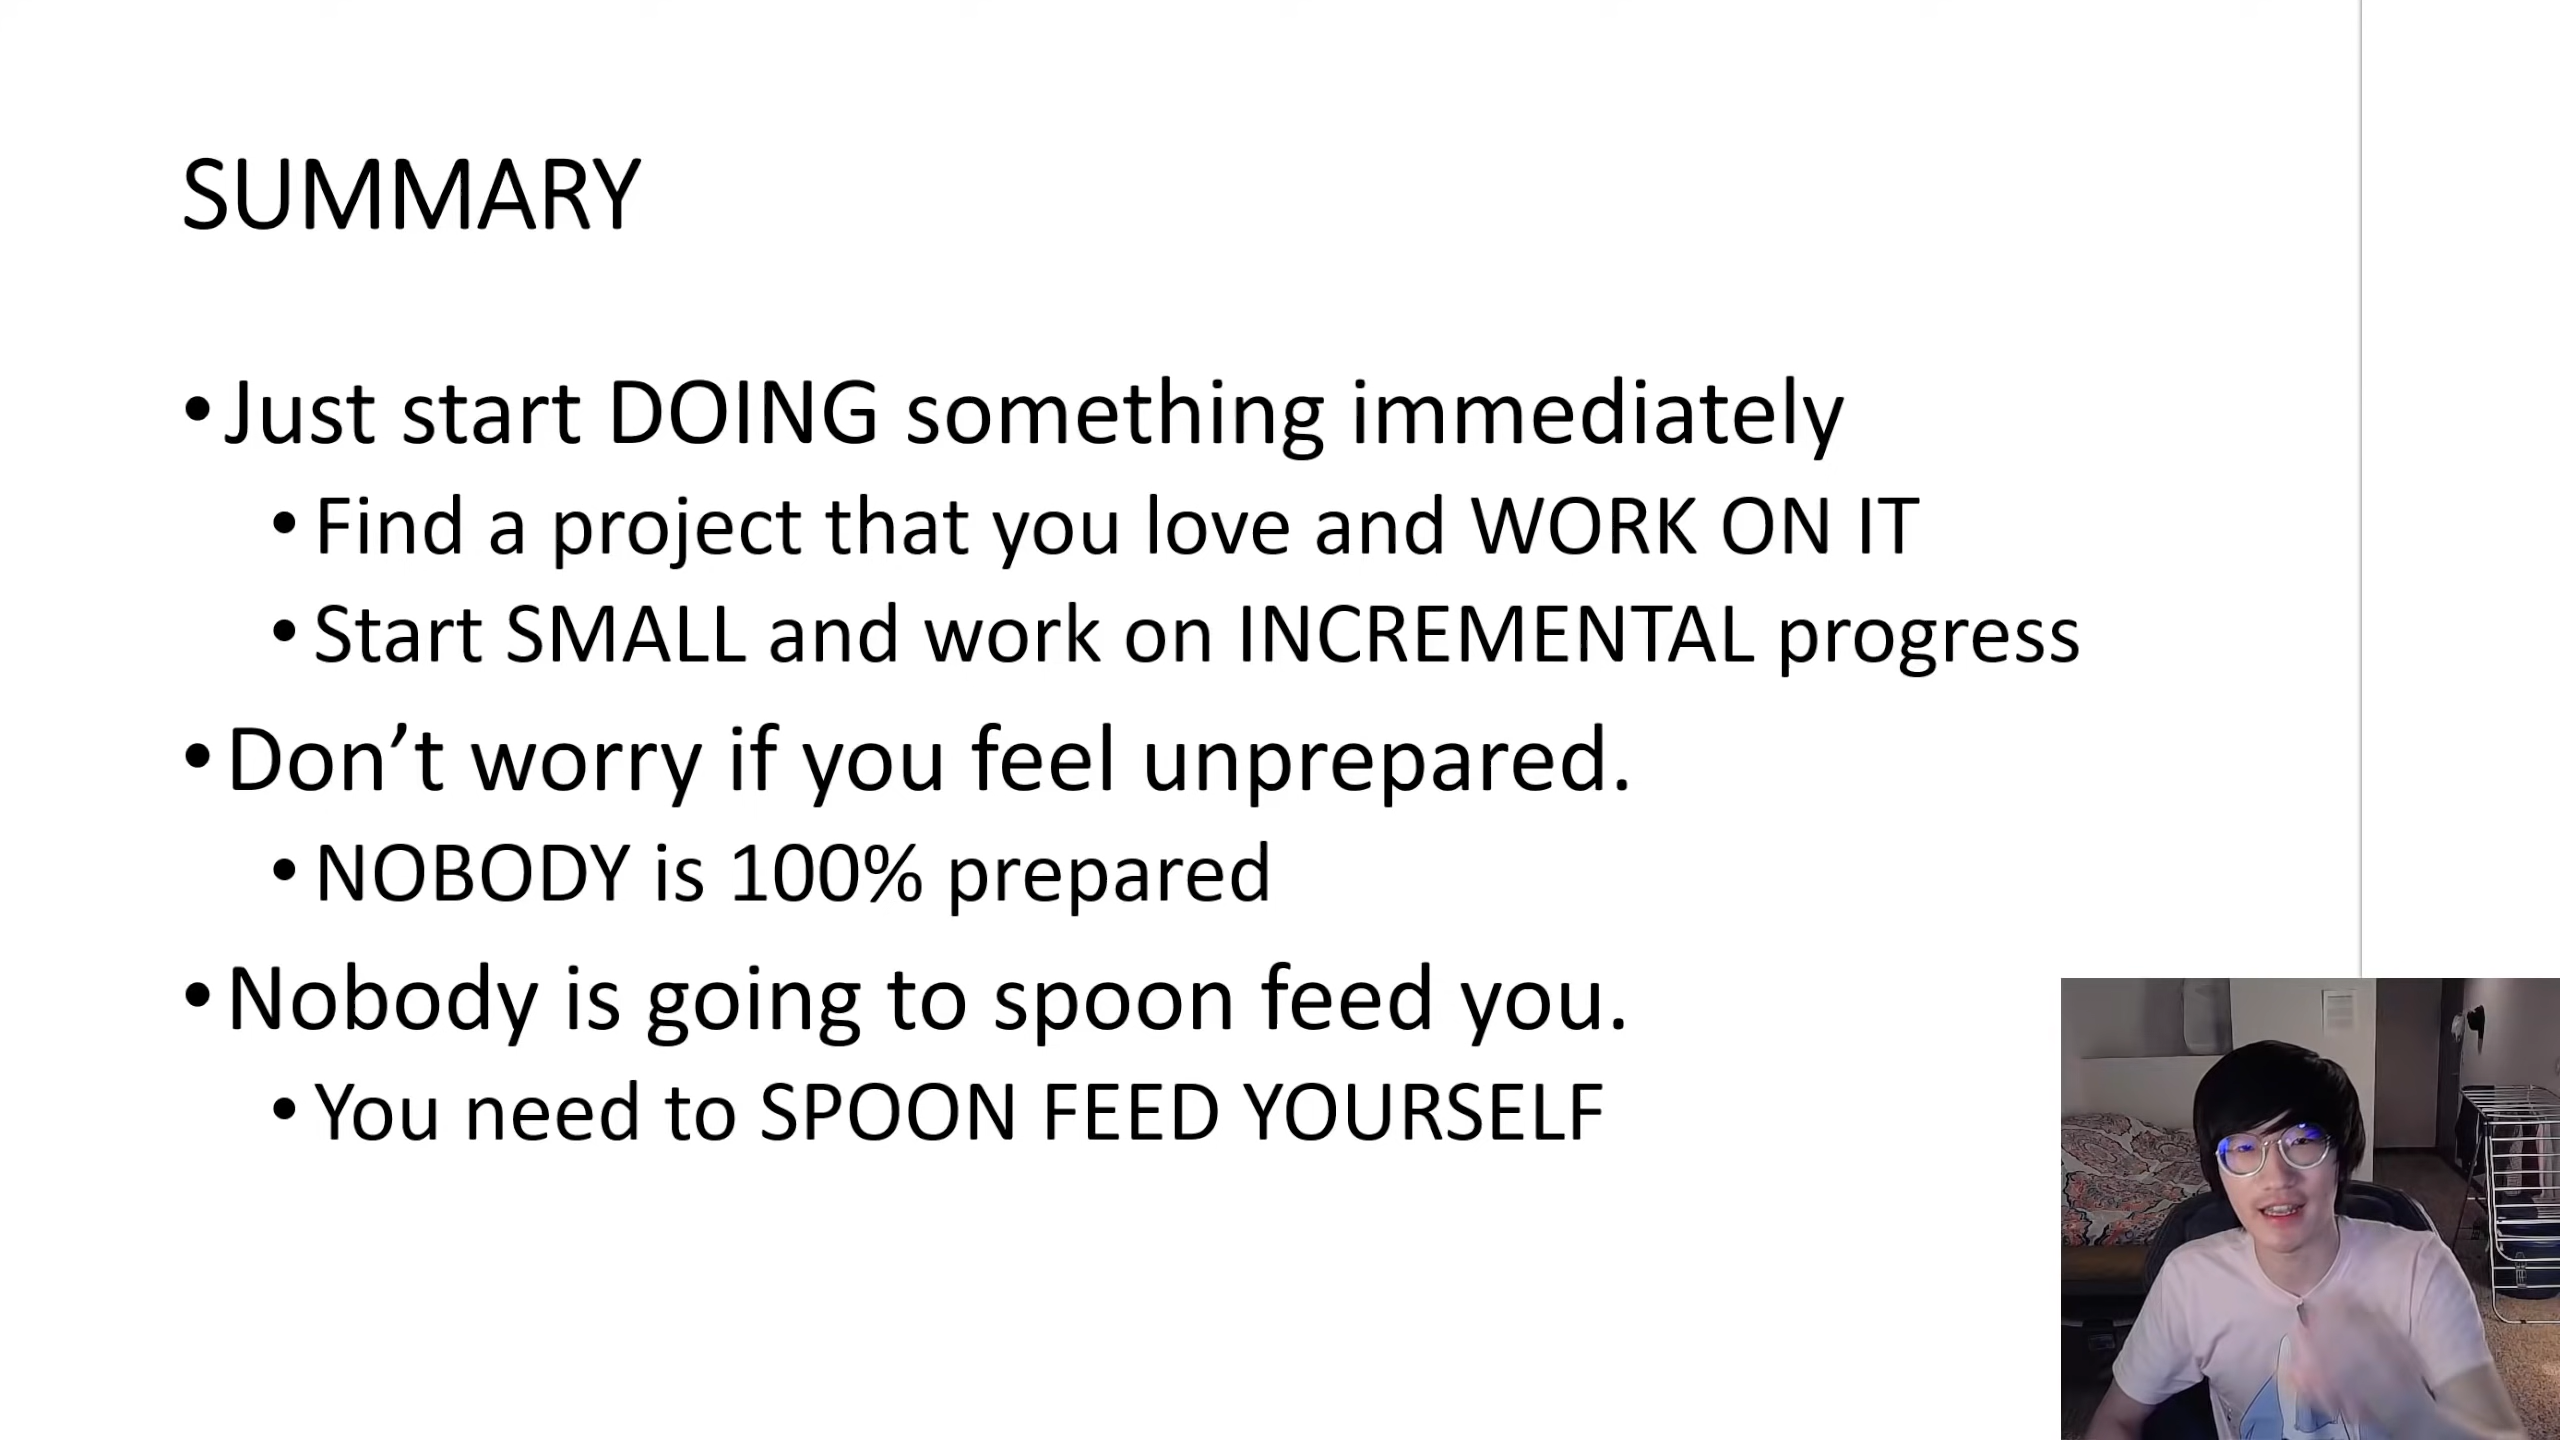 SUMMARY
•Just start DOING something immediately
•Find a project that you love and WORK ON IT
•Start SMALL and work on INCREMENTAL progress
•Don’t worry if you feel unprepared.
•NOBODY is 100% prepared
•Nobody is going to spoon feed you.
•You need to SPOON FEED YOURSELF